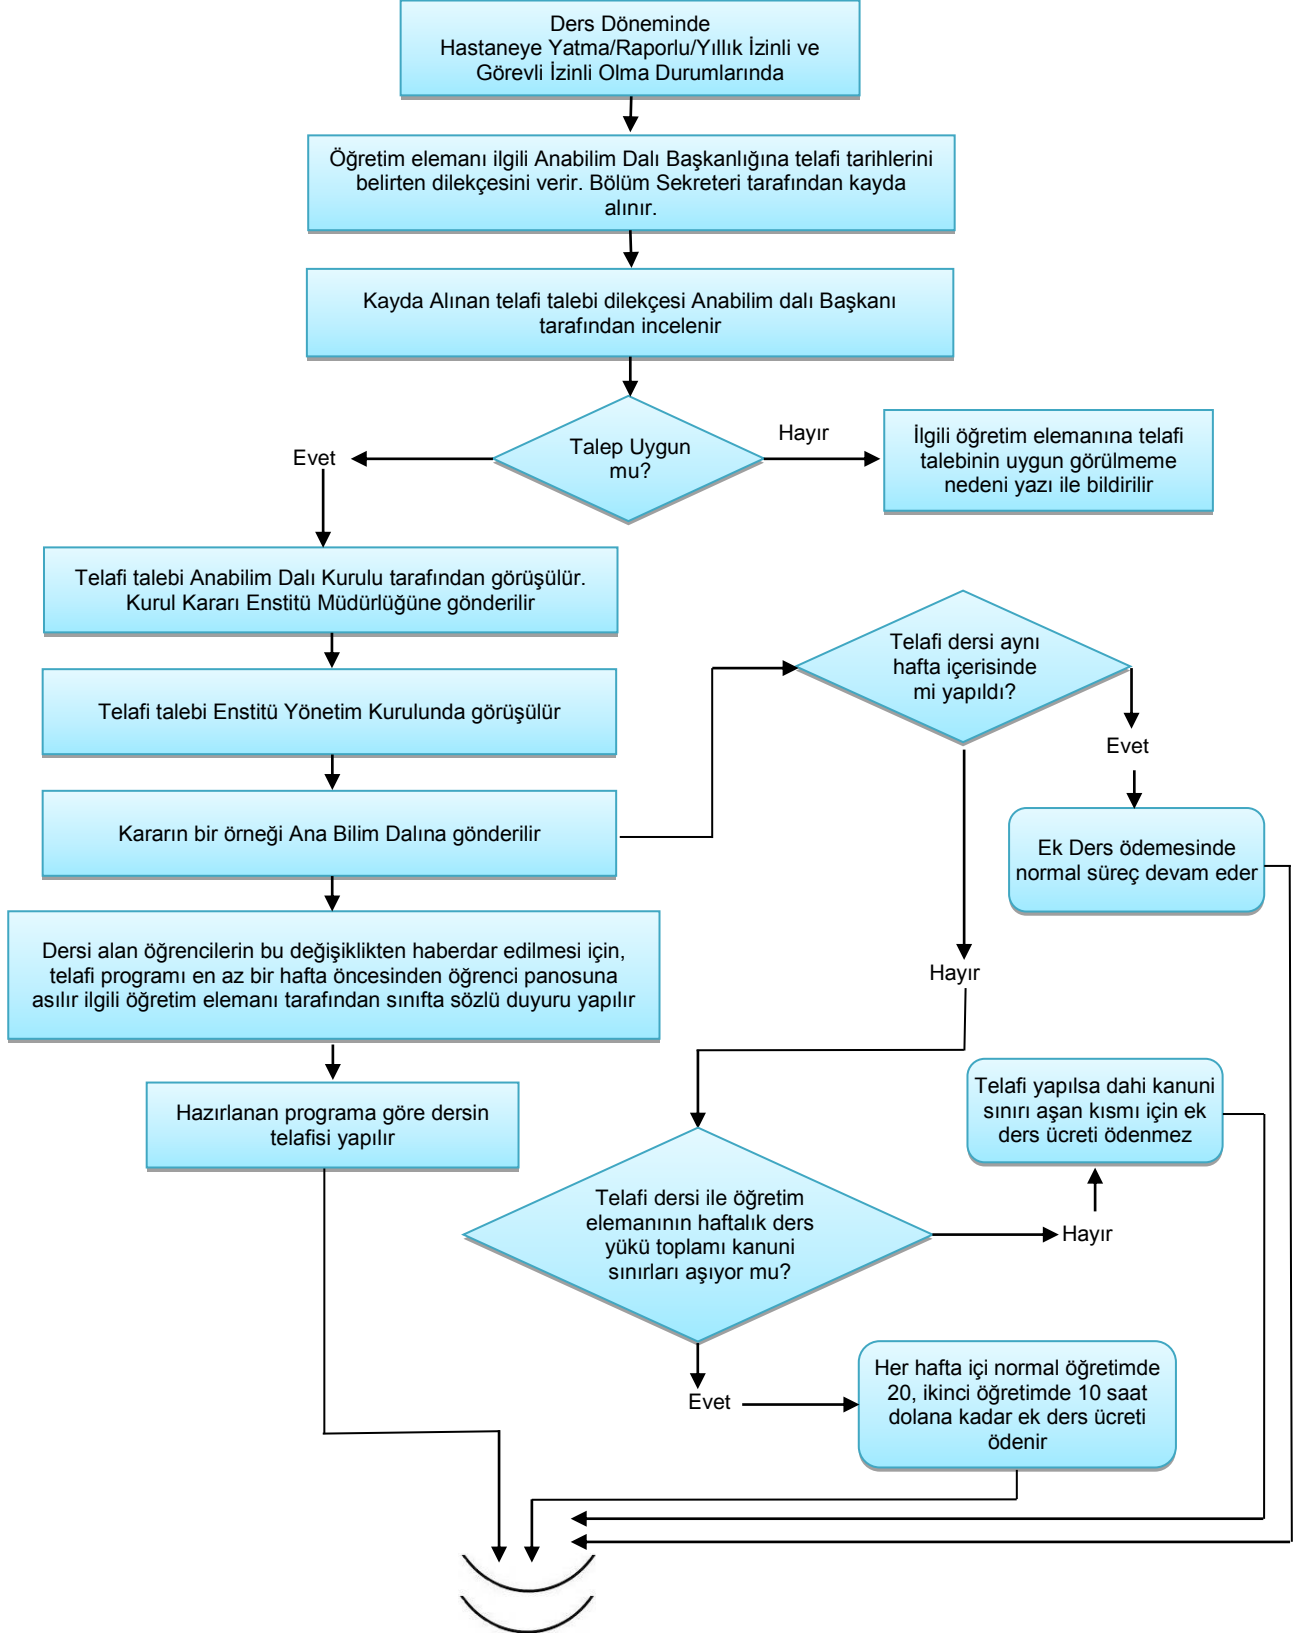 Ders Döneminde
Hastaneye Yatma/Raporlu/Yıllık İzinli ve
Görevli İzinli Olma Durumlarında
Öğretim elemanı ilgili Anabilim Dalı Başkanlığına telafi tarihlerini
belirten dilekçesini verir. Bölüm Sekreteri tarafından kayda
alınır.
Kayda Alınan telafi talebi dilekçesi Anabilim dalı Başkanı
tarafından incelenir
Talep Uygun
mu?
Hayır
İlgili öğretim elemanına telafi
talebinin uygun görülmeme
nedeni yazı ile bildirilir
Evet
Telafi talebi Anabilim Dalı Kurulu tarafından görüşülür.
Kurul Kararı Enstitü Müdürlüğüne gönderilir
Telafi talebi Enstitü Yönetim Kurulunda görüşülür
Kararın bir örneği Ana Bilim Dalına gönderilir
Dersi alan öğrencilerin bu değişiklikten haberdar edilmesi için,
telafi programı en az bir hafta öncesinden öğrenci panosuna
asılır ilgili öğretim elemanı tarafından sınıfta sözlü duyuru yapılır
Hazırlanan programa göre dersin
telafisi yapılır
Telafi dersi aynı
hafta içerisinde
mi yapıldı?
Evet
Ek Ders ödemesinde
normal süreç devam eder
Hayır
Telafi yapılsa dahi kanuni
sınırı aşan kısmı için ek
ders ücreti ödenmez
Telafi dersi ile öğretim
elemanının haftalık ders
yükü toplamı kanuni
sınırları aşıyor mu?
Hayır
Evet
Her hafta içi normal öğretimde
20, ikinci öğretimde 10 saat
dolana kadar ek ders ücreti
ödenir